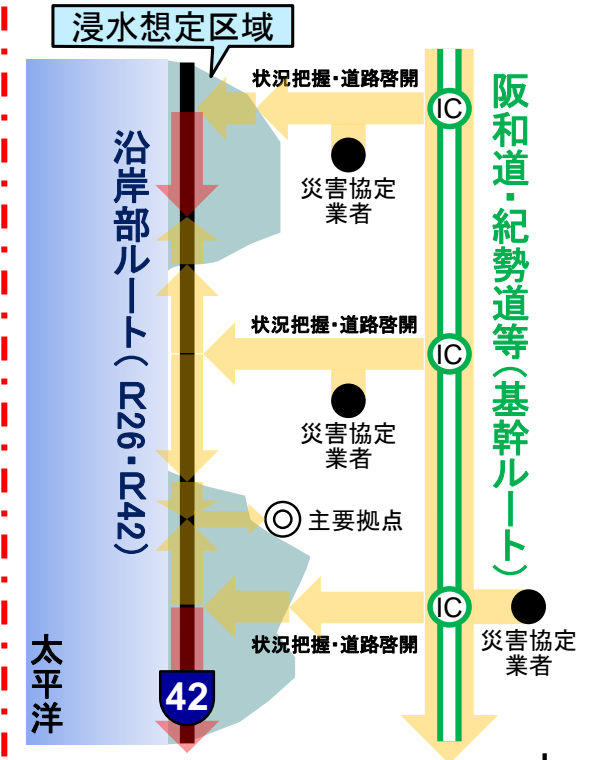 浸水想定区域
状況把握・道路啓開
IC
災害協定
業者
阪和道・紀勢道等(基幹ルート)
沿岸部ルート(R26・R42)
状況把握・道路啓開
IC
災害協定
業者
主要拠点
IC
状況把握・道路啓開
災害協定
業者
太平洋
42